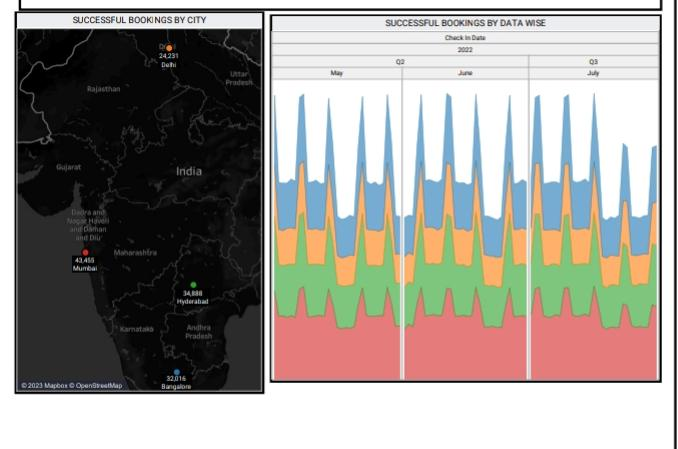 SUCCESSFUL BOOKINGS BY CITY
24,231
Delhi
Uttar
Pradesh
Rajasthan
Gujarat
India
Dadra and
Nagar Haveli
and Daman
and Diu
43,455
Mumbai
Maharashtra
34,888
Hyderabad
Karnataka
Andhra
Pradesh
32,016
Bangalore
© 2023 Mapbox © OpenStreetMap
SUCCESSFUL BOOKINGS BY DATA WISE
Check In Date
2022
Q2 Q3
May June July